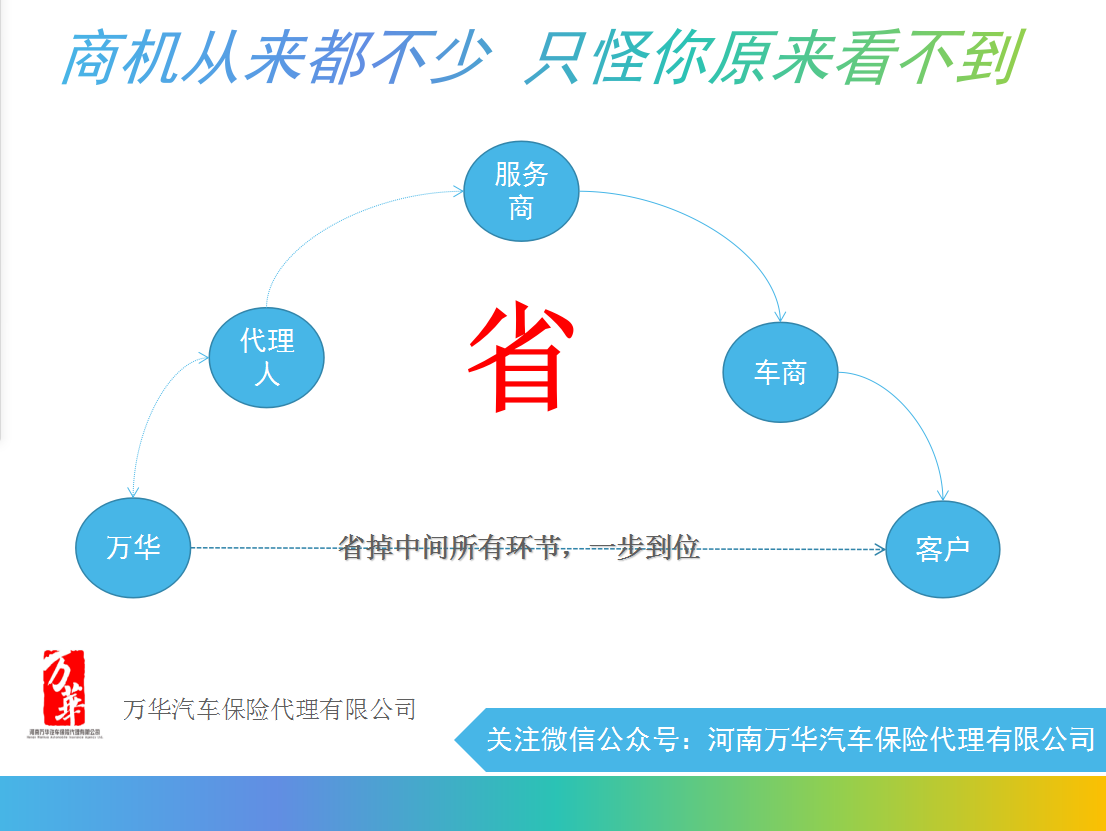 商机从来都不少 只怪你原来看不到
服务
商
代理
人
省
车商
万华
省掉中间所有环节，一步到位
客户
万华
河南万华汽车保险代理有限公司
万华汽车保险代理有限公司
关注微信公众号：河南万华汽车保险代理有限公司